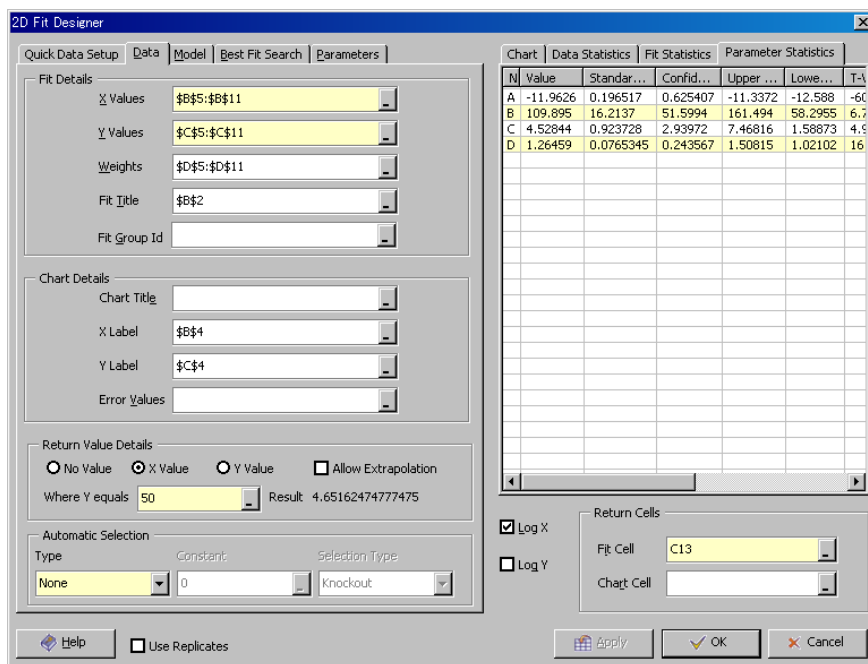 2D Fit Designer
Quick Data Setup Data Model Best Fit Search Parameters
Fit Details
X Values $B$5:$B$11
Y Values $C$5:$C$11
Weights $D$5:$D$11
Fit Title $B$2
Fit Group Id
Chart Details
Chart Title
X Label $B$4
Y Label $C$4
Error Values
Return Value Details
No Value X Value Y Value Allow Extrapolation
Where Y equals 50 Result 4.65162474777475
Automatic Selection
Type Constant Selection Type
None 0 Knockout
Help Use Replicates
Chart Data Statistics Fit Statistics Parameter Statistics
N Value Standar... Confid... Upper ... Lowe... T-V
A -11.9626 0.196517 0.625407 -11.3372 -12.588 -60
B 109.895 16.2137 51.5994 161.494 58.2955 6.7
C 4.52844 0.923728 2.93972 7.46816 1.58873 4.9
D 1.26459 0.0765345 0.243567 1.50815 1.02102 16
Log X
Log Y
Return Cells
Fit Cell C13
Chart Cell
Apply OK Cancel